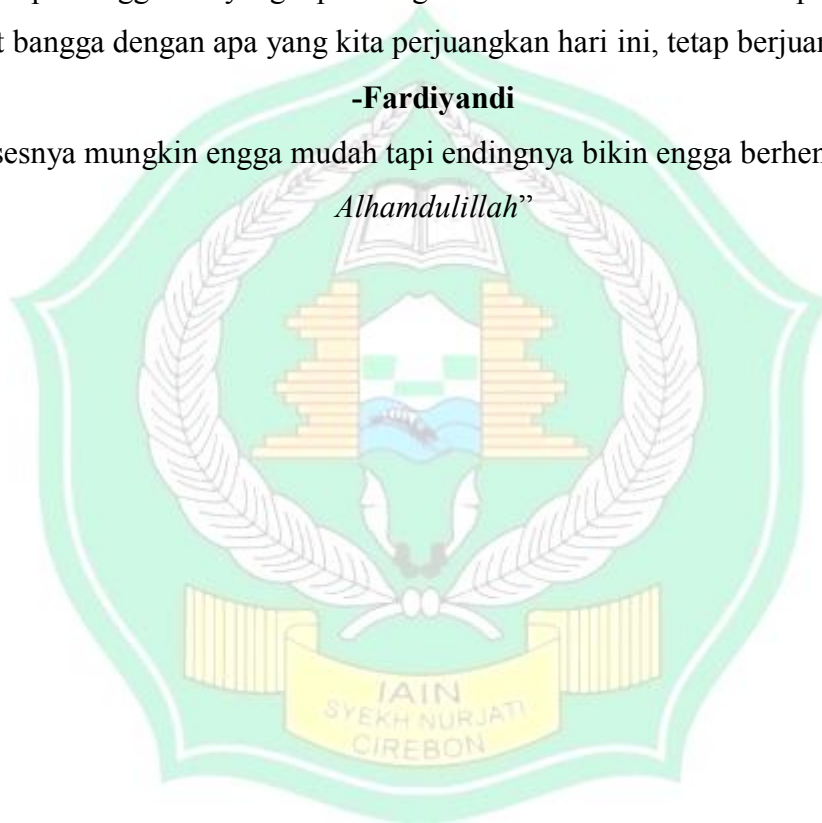 t bangga dengan apa yang kita perjuangkan hari ini, tetap berjuan
-Fardiyandi
sesnya mungkin engga mudah tapi endingnya bikin engga berhen
Alhamdulillah”
IAIN
SYEKH NURJATI
CIREBON